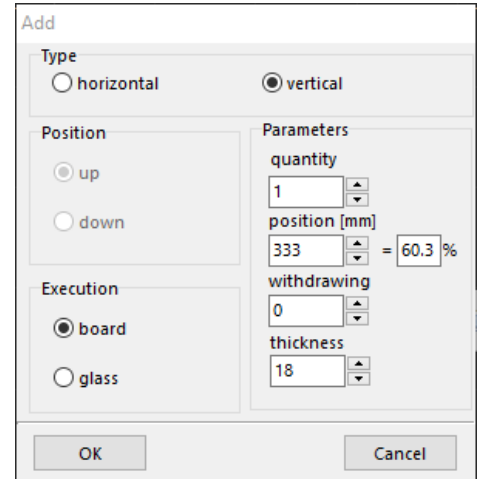 Add
Type
horizontal
vertical
Position
up
down
Execution
board
glass
Parameters
quantity
1
position [mm]
333 = 60.3 %
withdrawing
0
thickness
18
OK
Cancel